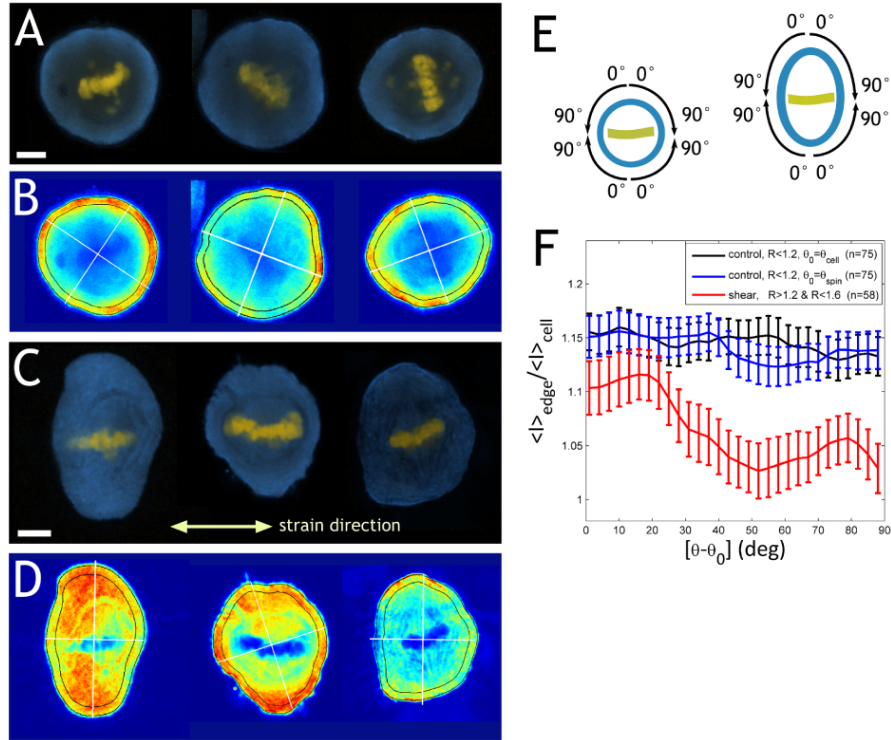 A
B
C
strain direction
D
E
0° 0°
90° 90°
90° 90°
0° 0°
0° 0°
90° 90°
90° 90°
0° 0°
F
control, R<1.2, θ0=θcell (n=75)
control, R<1.2, θ0=θspin (n=75)
shear, R>1.2 & R<1.6 (n=58)
<I>edge/<I>cell
1.2
1.15
1.1
1.05
1
0 10 20 30 40 50 60 70 80 90
[θ-θ0] (deg)